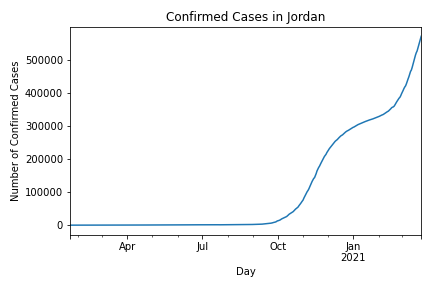 Confirmed Cases in Jordan
Number of Confirmed Cases
500000
400000
300000
200000
100000
0
Apr
Jul
Oct
Jan
2021
Day